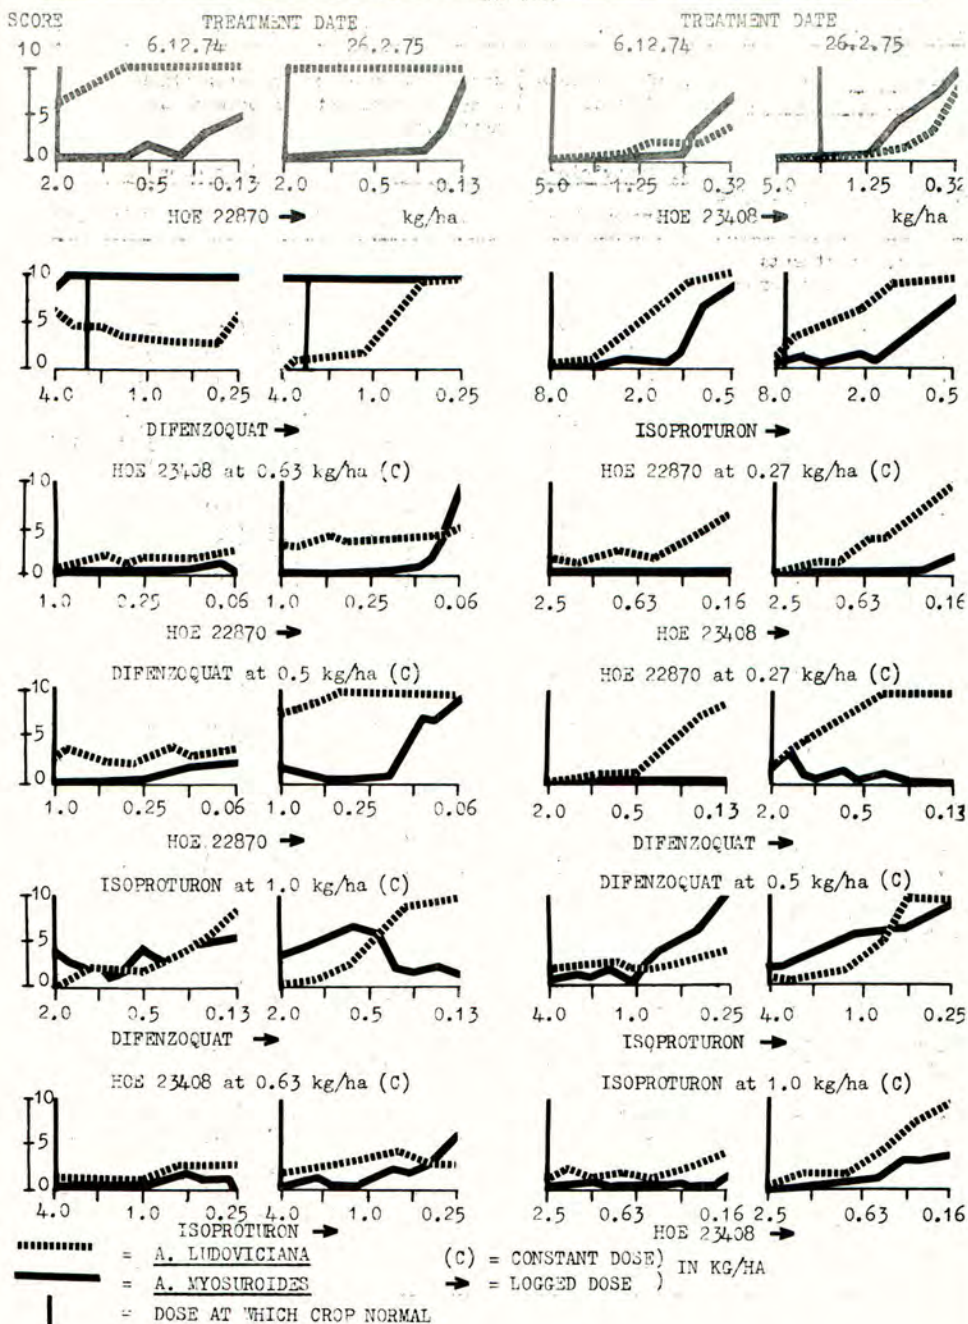 SCORE TREATMENT DATE TREATMENT DATE
10 6.12.74 26.2.75 6.12.74 26.2.75
5
0
2.0 0.5 0.13 2.0 0.5 0.13 5.0 1.25 0.32 5.0 1.25 0.32
HOE 22870 → kg/ha HOE 23408 → kg/ha
10
5
0
4.0 1.0 0.25 4.0 1.0 0.25 8.0 2.0 0.5 8.0 2.0 0.5
DIFENZOQUAT → ISOPROTURON →
HOE 23408 at 0.63 kg/ha (C) HOE 22870 at 0.27 kg/ha (C)
10
5
0
1.0 0.25 0.06 1.0 0.25 0.06 2.5 0.63 0.16 2.5 0.63 0.16
HOE 22870 → HOE 23408 →
DIFENZOQUAT at 0.5 kg/ha (C) HOE 22870 at 0.27 kg/ha (C)
10
5
0
1.0 0.25 0.06 1.0 0.25 0.06 2.0 0.5 0.13 2.0 0.5 0.13
HOE 22870 → DIFENZOQUAT →
ISOPROTURON at 1.0 kg/ha (C) DIFENZOQUAT at 0.5 kg/ha (C)
10
5
0
2.0 0.5 0.13 2.0 0.5 0.13 4.0 1.0 0.25 4.0 1.0 0.25
DIFENZOQUAT → ISOPROTURON →
HOE 23408 at 0.63 kg/ha (C) ISOPROTURON at 1.0 kg/ha (C)
10
5
0
4.0 1.0 0.25 4.0 1.0 0.25 2.5 0.63 0.16 2.5 0.63 0.16
ISOPROTURON → HOE 23408 →
= A. LUDOVICIANA (C) = CONSTANT DOSE) IN KG/HA
= A. MYOSUROIDES → = LOGGED DOSE )
= DOSE AT WHICH CROP NORMAL